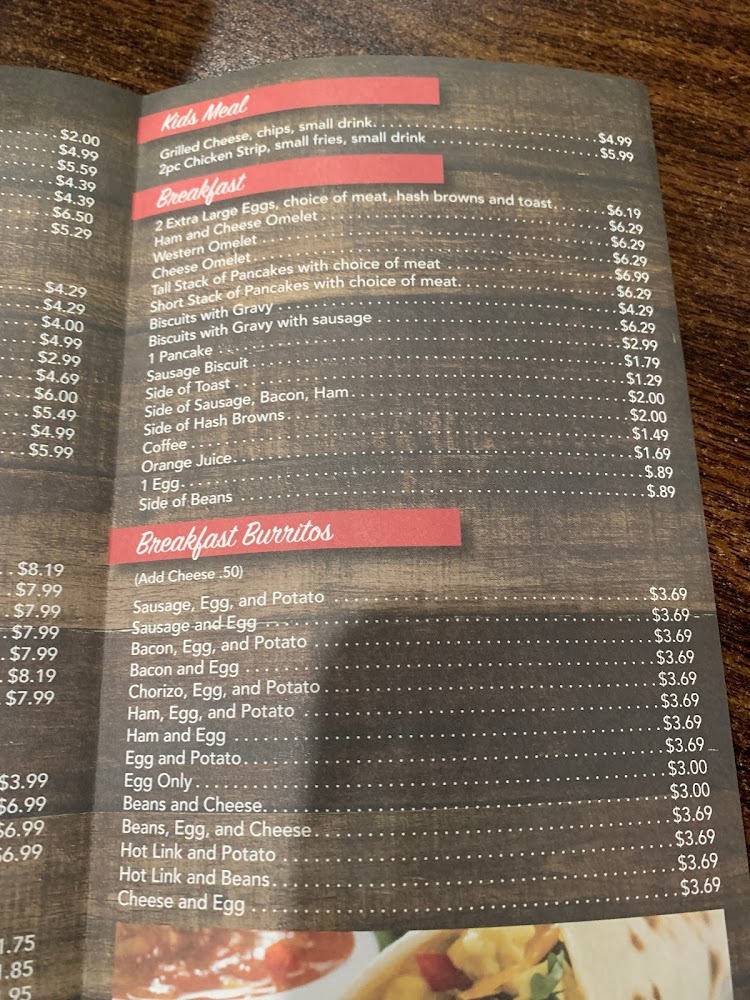 $2.00
$4.99
$5.59
$4.39
$4.39
$6.50
$5.29
$4.29
$4.29
$4.00
$4.99
$2.99
$4.69
$6.00
$5.49
$4.99
$5.99
$8.19
$7.99
$7.99
$7.99
$7.99
$8.19
$7.99
$3.99
$6.99
$6.99
$6.99
1.75
1.85
.95
Kids Meal
Grilled Cheese, chips, small drink. $4.99
2pc Chicken Strip, small fries, small drink $5.99
Breakfast
2 Extra Large Eggs, choice of meat, hash browns and toast. $6.19
Ham and Cheese Omelet $6.29
Western Omelet $6.29
Cheese Omelet $6.29
Tall Stack of Pancakes with choice of meat $6.99
Short Stack of Pancakes with choice of meat. $6.29
Biscuits with Gravy $4.29
Biscuits with Gravy with sausage $6.29
1 Pancake $2.99
Sausage Biscuit $1.79
Side of Toast $1.29
Side of Sausage, Bacon, Ham $2.00
Side of Hash Browns $2.00
Coffee $1.49
Orange Juice $1.69
1 Egg $.89
Side of Beans $.89
Breakfast Burritos
(Add Cheese .50)
Sausage, Egg, and Potato $3.69
Sausage and Egg $3.69
Bacon, Egg, and Potato $3.69
Bacon and Egg $3.69
Chorizo, Egg, and Potato $3.69
Ham, Egg, and Potato $3.69
Ham and Egg $3.69
Egg and Potato $3.69
Egg Only $3.00
Beans and Cheese $3.00
Beans, Egg, and Cheese $3.69
Hot Link and Potato $3.69
Hot Link and Beans $3.69
Cheese and Egg $3.69